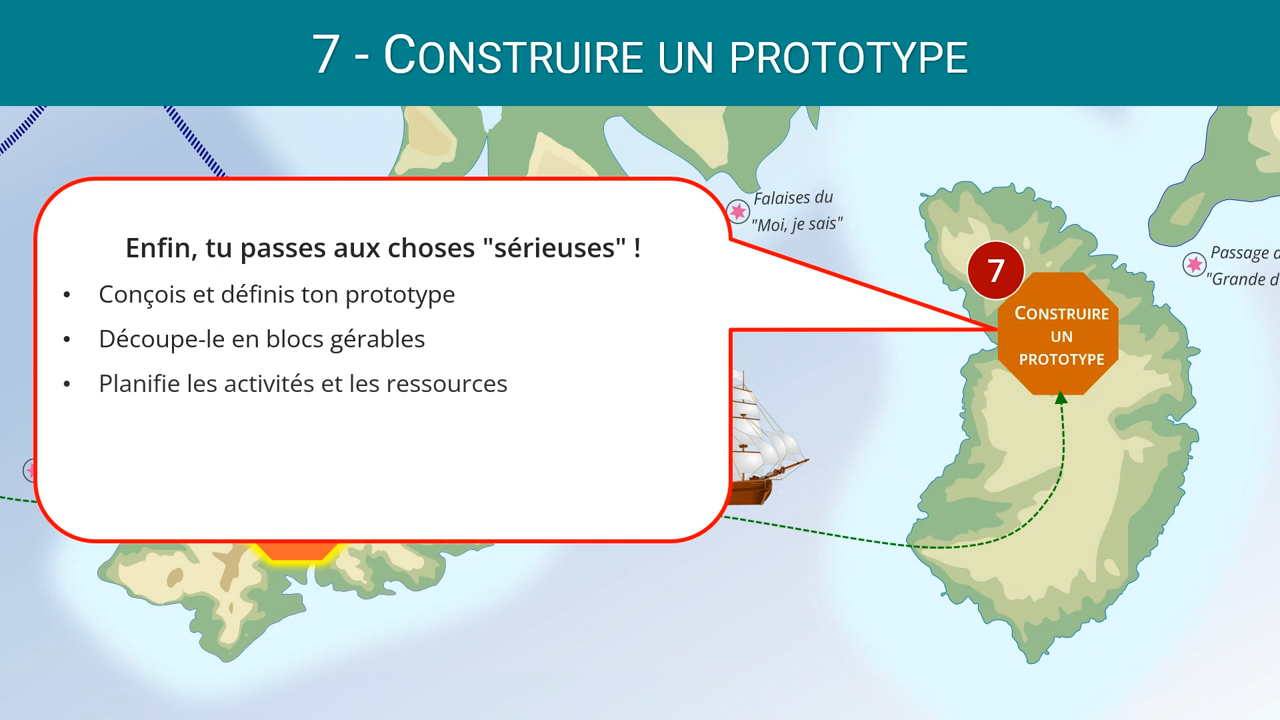 7 - Construire un prototype
Falaises du
"Moi, je sais"
Enfin, tu passes aux choses "sérieuses" !
• Conçois et définis ton prototype
• Découpe-le en blocs gérables
• Planifie les activités et les ressources
7
Construire
un
prototype
Passage
"Grande